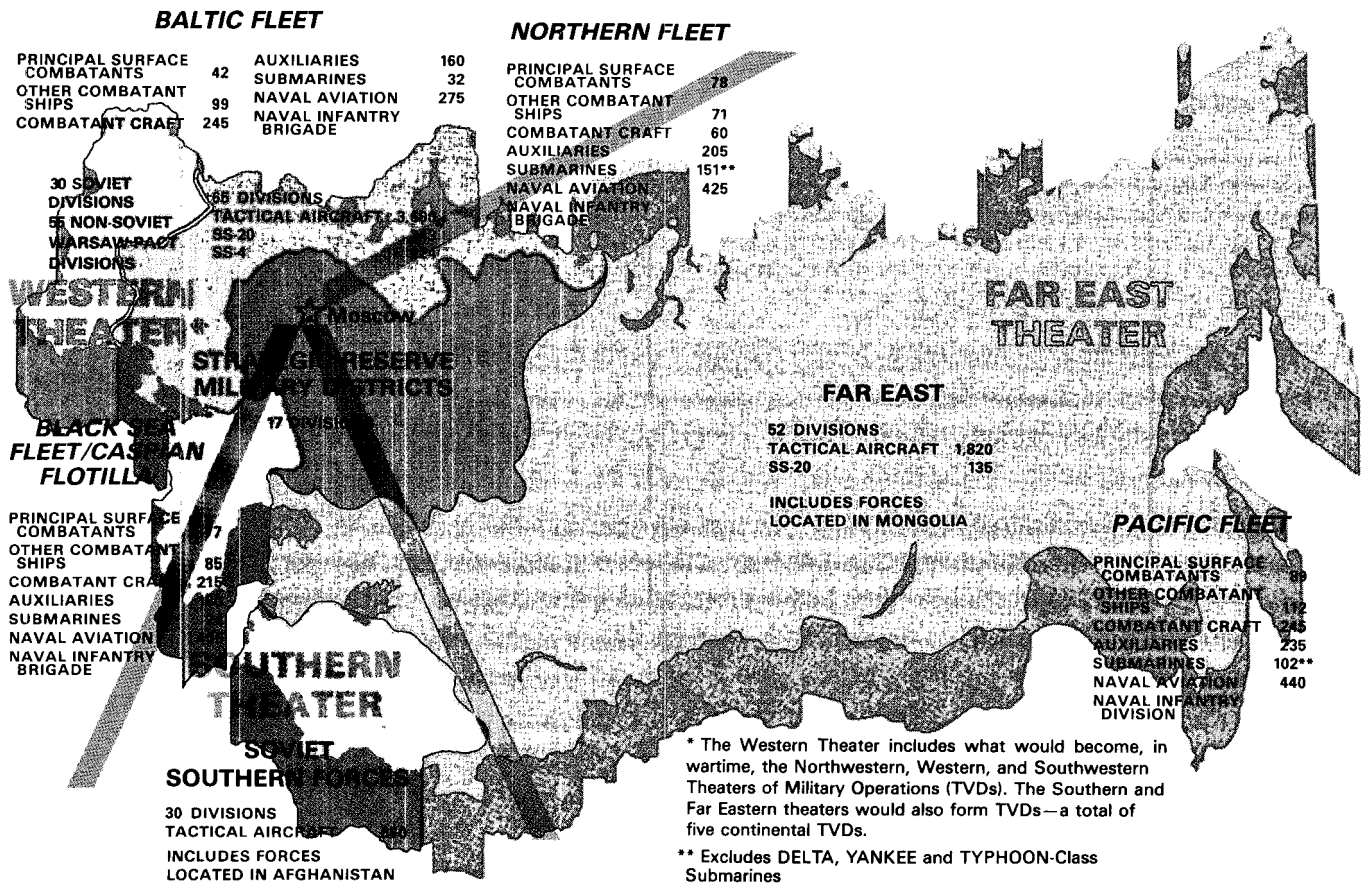 BALTIC FLEET
PRINCIPAL SURFACE
COMBATANTS 42
OTHER COMBATANT
SHIPS 99
COMBATANT CRAFT 245
AUXILIARIES 160
SUBMARINES 32
NAVAL AVIATION 275
NAVAL INFANTRY
BRIGADE
NORTHERN FLEET
PRINCIPAL SURFACE
COMBATANTS 78
OTHER COMBATANT
SHIPS 71
COMBATANT CRAFT 60
AUXILIARIES 205
SUBMARINES 151**
NAVAL AVIATION 425
NAVAL INFANTRY
BRIGADE
30 SOVIET
DIVISIONS
55 NON-SOVIET
WARSAW-PACT
DIVISIONS
DIVISIONS
TACTICAL AIRCRAFT
SS-20
SS-4
WESTERN
THEATER*
Moscow
STRATEGIC RESERVE
MILITARY DISTRICTS
17 DIVISIONS
FAR EAST
THEATER
FAR EAST
52 DIVISIONS
TACTICAL AIRCRAFT 1,820
SS-20 135
INCLUDES FORCES
LOCATED IN MONGOLIA
BLACK SEA
FLEET/CASPIAN
FLOTILLA
PRINCIPAL SURFACE
COMBATANTS
OTHER COMBATANT
SHIPS 85
COMBATANT CRAFT 215
AUXILIARIES
SUBMARINES
NAVAL AVIATION
NAVAL INFANTRY
BRIGADE
PACIFIC FLEET
PRINCIPAL SURFACE
COMBATANTS 89
OTHER COMBATANT
SHIPS 112
COMBATANT CRAFT 245
AUXILIARIES 235
SUBMARINES 102**
NAVAL AVIATION 440
NAVAL INFANTRY
DIVISION
SOUTHERN
THEATER
SOVIET
SOUTHERN FORCES
30 DIVISIONS
TACTICAL AIRCRAFT
INCLUDES FORCES
LOCATED IN AFGHANISTAN
* The Western Theater includes what would become, in
wartime, the Northwestern, Western, and Southwestern
Theaters of Military Operations (TVDs). The Southern and
Far Eastern theaters would also form TVDs—a total of
five continental TVDs.
** Excludes DELTA, YANKEE and TYPHOON-Class
Submarines